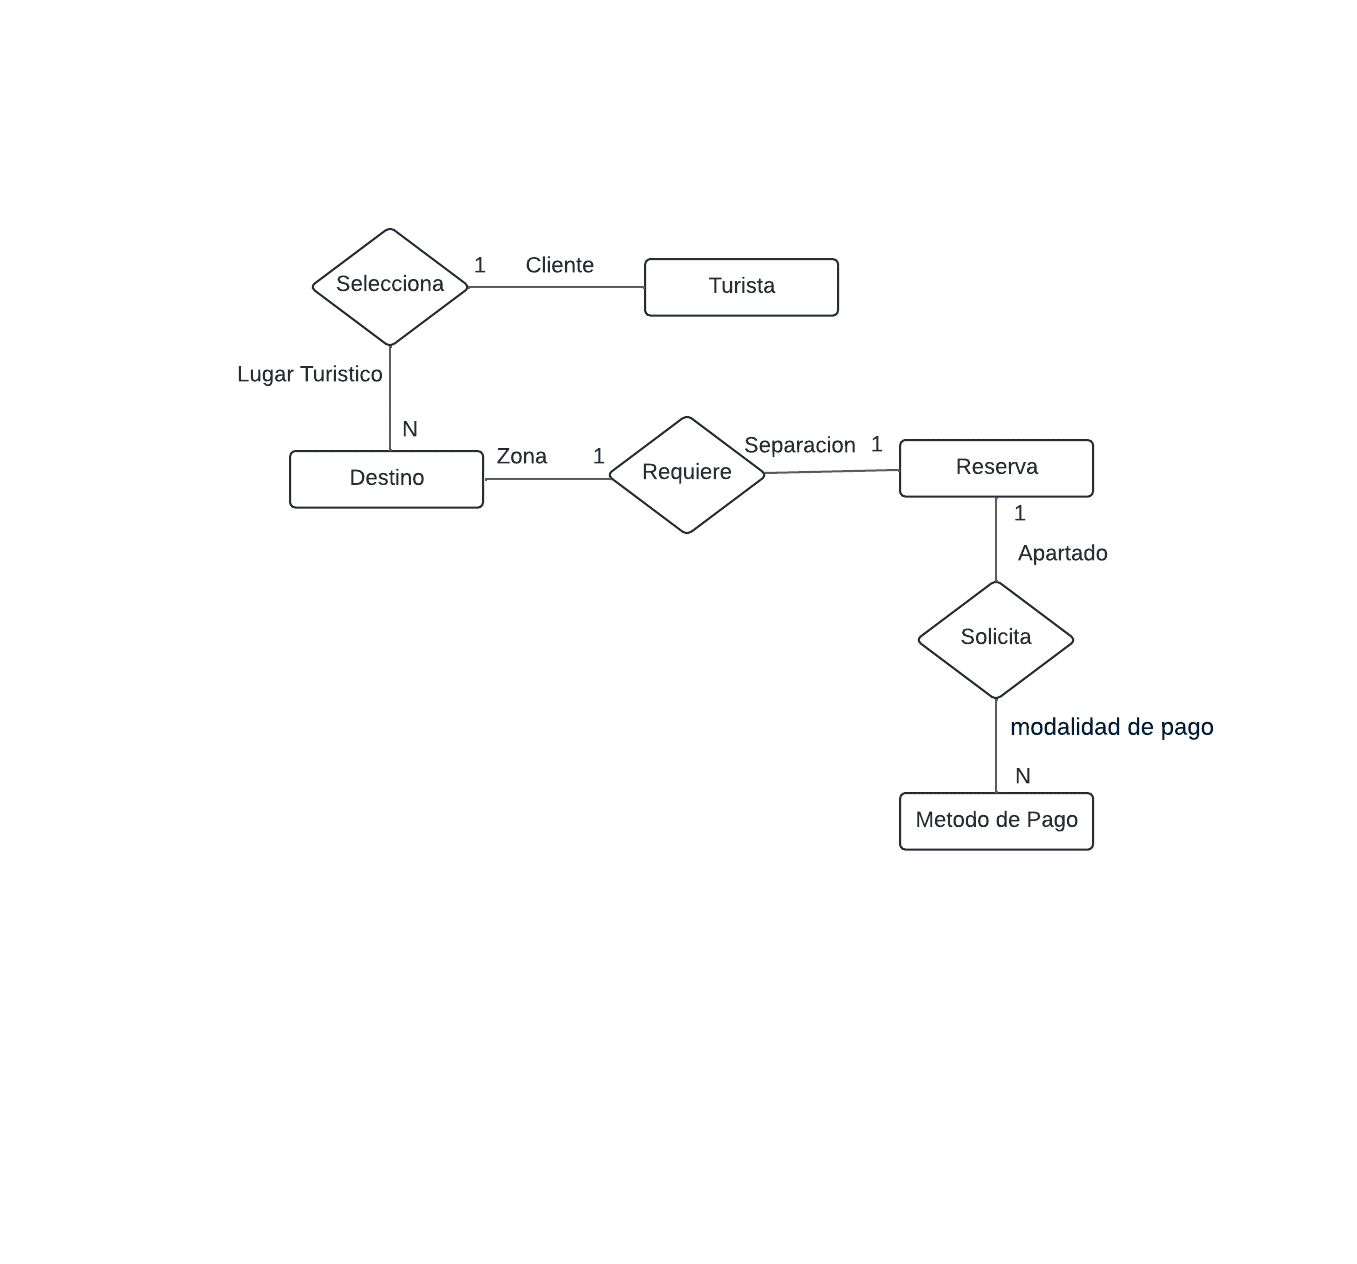 Selecciona
1
Cliente
Turista
Lugar Turistico
N
Destino
Zona
1
Requiere
Separacion
1
Reserva
1
Apartado
Solicita
modalidad de pago
N
Metodo de Pago